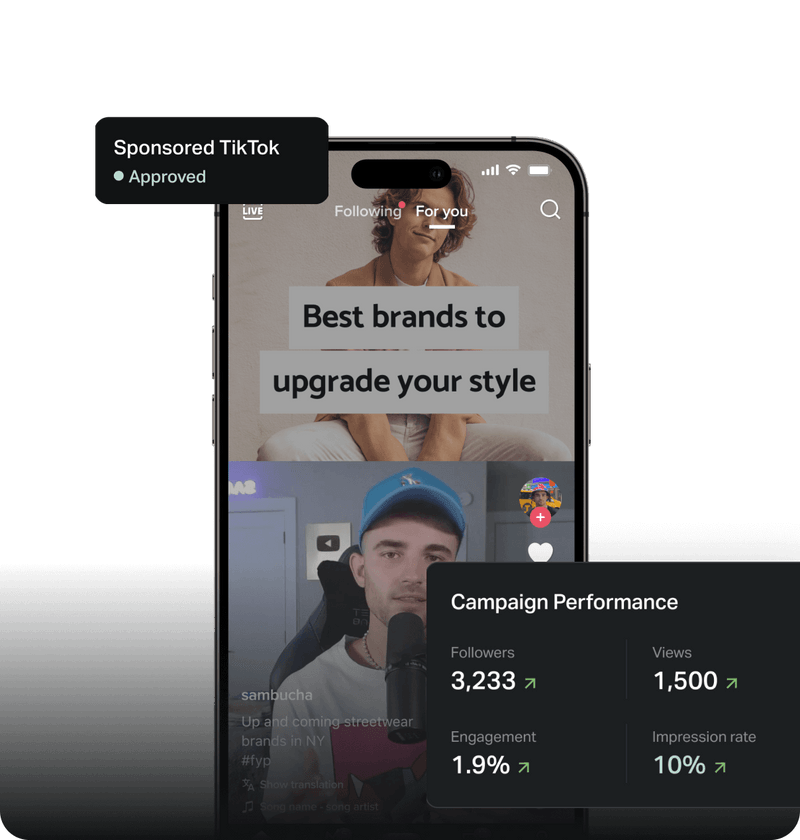 Sponsored TikTok
Approved
LIVE
Following
For you
Best brands to
upgrade your style
sambucha
Up and coming streetwear
brands in NY
#fyp
Show translation
Song name - song artist
Campaign Performance
Followers
Views
3,233
1,500
Engagement
Impression rate
1.9%
10%